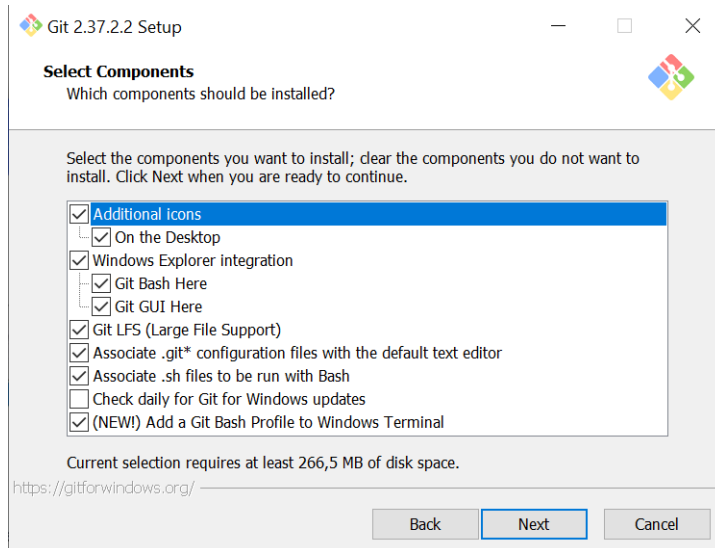 Git 2.37.2.2 Setup
Select Components
Which components should be installed?
Select the components you want to install; clear the components you do not want to
install. Click Next when you are ready to continue.
Additional icons
On the Desktop
Windows Explorer integration
Git Bash Here
Git GUI Here
Git LFS (Large File Support)
Associate .git* configuration files with the default text editor
Associate .sh files to be run with Bash
Check daily for Git for Windows updates
(NEW!) Add a Git Bash Profile to Windows Terminal
Current selection requires at least 266,5 MB of disk space.
https://gitforwindows.org/
Back Next Cancel